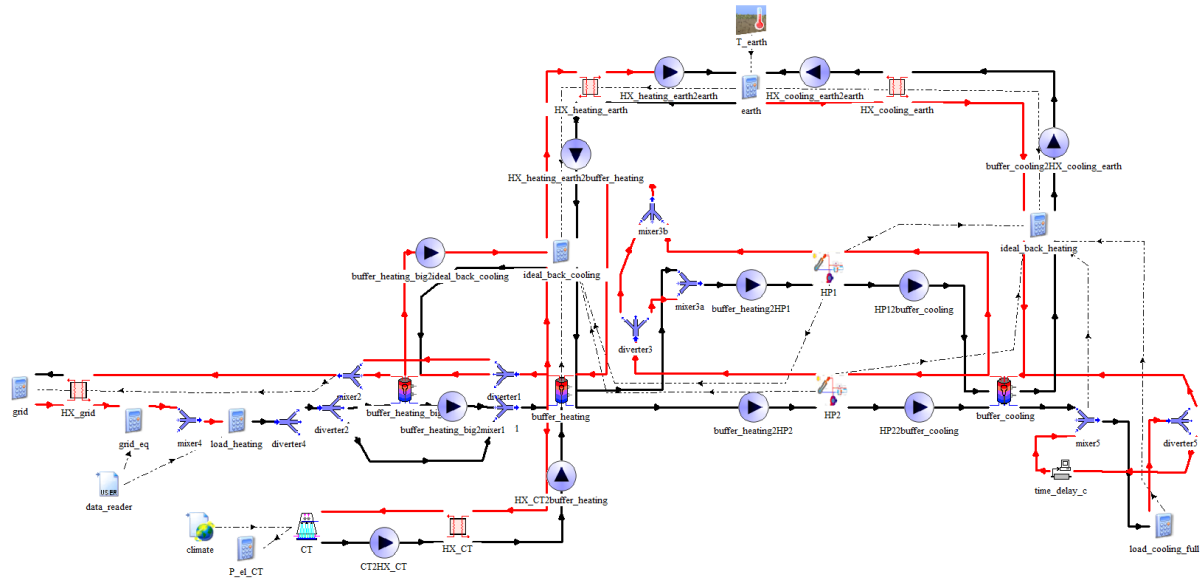 T_earth
HX_heating_earth2earth
HX_cooling_earth2earth
HX_heating_earth
earth
HX_cooling_earth
buffer_cooling2HX_cooling_earth
HX_heating_earth2buffer_heating
mixer3b
ideal_back_heating
buffer_heating_big2ideal_back_cooling
ideal_back_cooling
mixer3a
HP1
buffer_heating2HP1
HP12buffer_cooling
diverter3
grid
HX_grid
mixer2
diverter1
buffer_heating
HP2
buffer_cooling
buffer_heating_big2mixer1
1
grid_eq
mixer4
load_heating
diverter4
diverter2
buffer_heating2HP2
HP22buffer_cooling
mixer5
diverter5
data_reader
USER
HX_CT2buffer_heating
time_delay_c
climate
CT
HX_CT
load_cooling_full
P_el_CT
CT2HX_CT